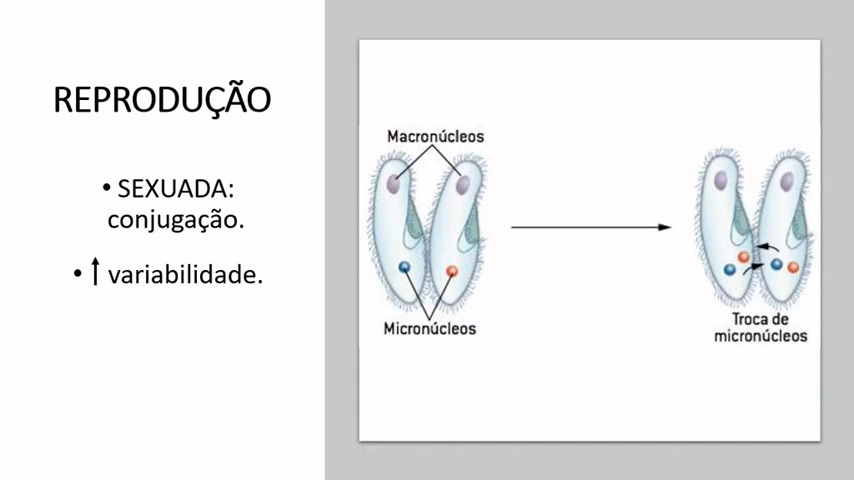 REPRODUÇÃO
• SEXUADA:
conjugação.
• ↑ variabilidade.
Macronúcleos
Micronúcleos
Troca de
micronúcleos